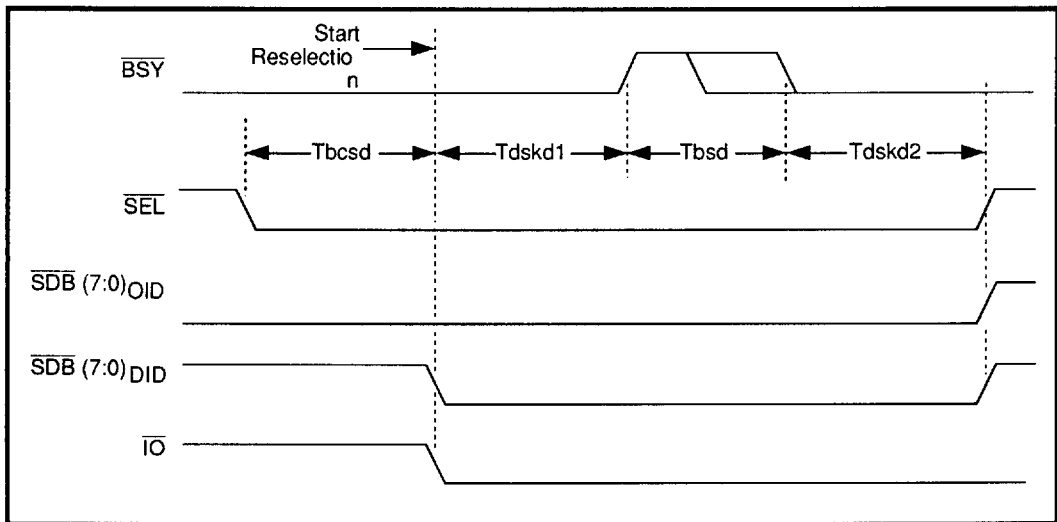 Start
Reselectio
n
BSY
Tbcsd
Tdskd1
Tbsd
Tdskd2
SEL
SDB (7:0)OID
SDB (7:0)DID
IO